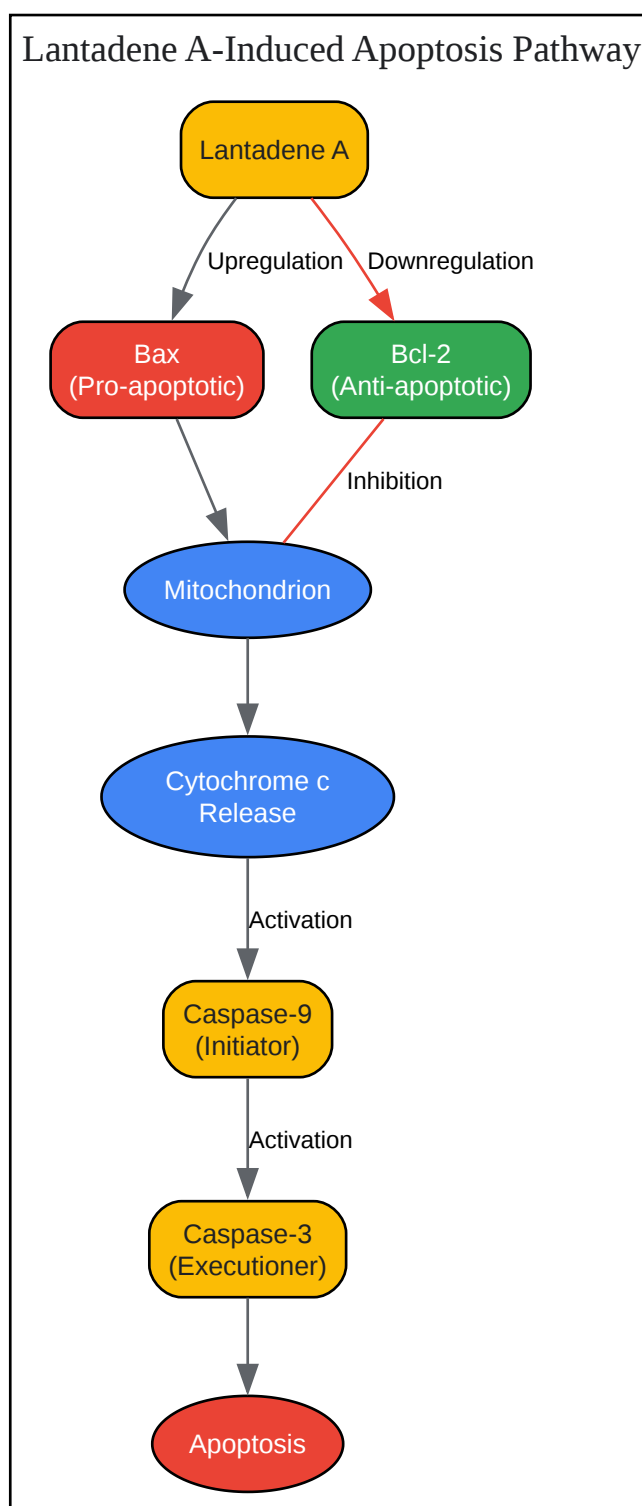 Lantadene A-Induced Apoptosis Pathway
Lantadene A
Upregulation
Downregulation
Bax
(Pro-apoptotic)
Bcl-2
(Anti-apoptotic)
Inhibition
Mitochondrion
Cytochrome c
Release
Activation
Caspase-9
(Initiator)
Activation
Caspase-3
(Executioner)
Apoptosis